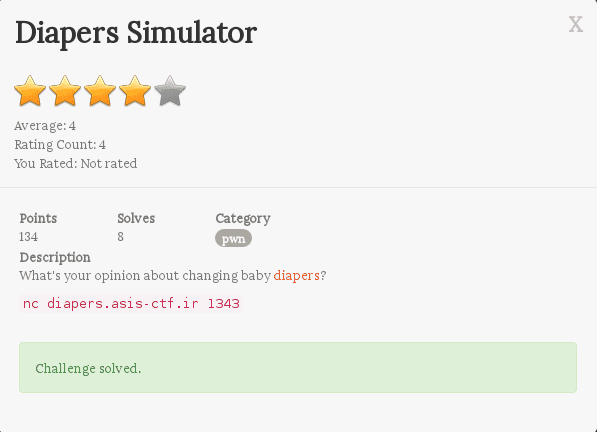 Diapers Simulator
X
Average: 4
Rating Count: 4
You Rated: Not rated
Points Solves Category
134 8 pwn
Description
What's your opinion about changing baby diapers?
nc diapers.asis-ctf.ir 1343
Challenge solved.